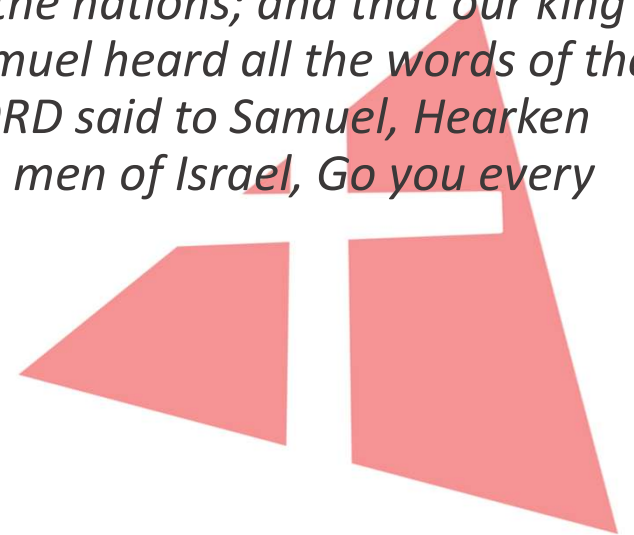 the nations; and that our king
muel heard all the words of the
ORD said to Samuel, Hearken
men of Israel, Go you every